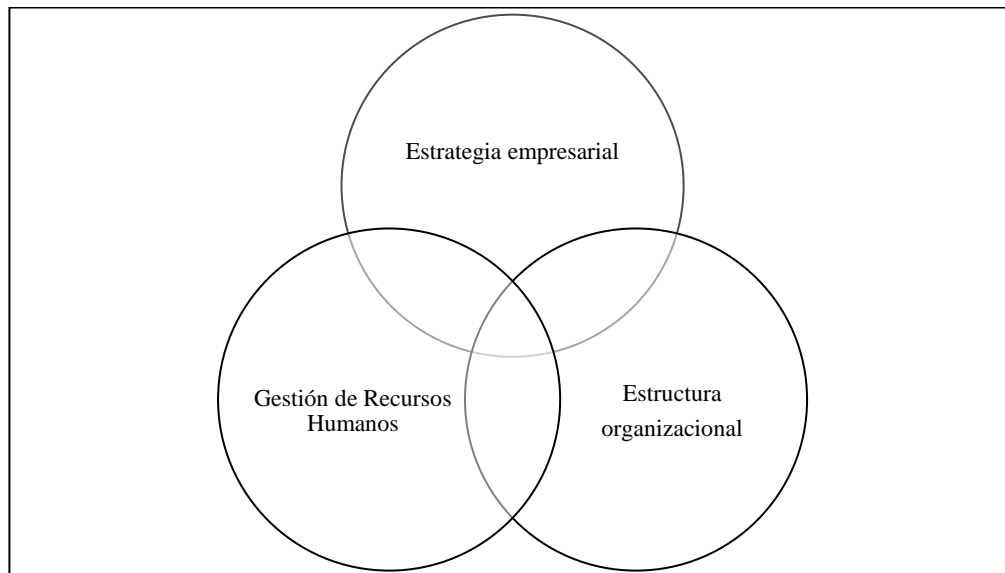 Estrategia empresarial
Gestión de Recursos
Humanos
Estructura
organizacional